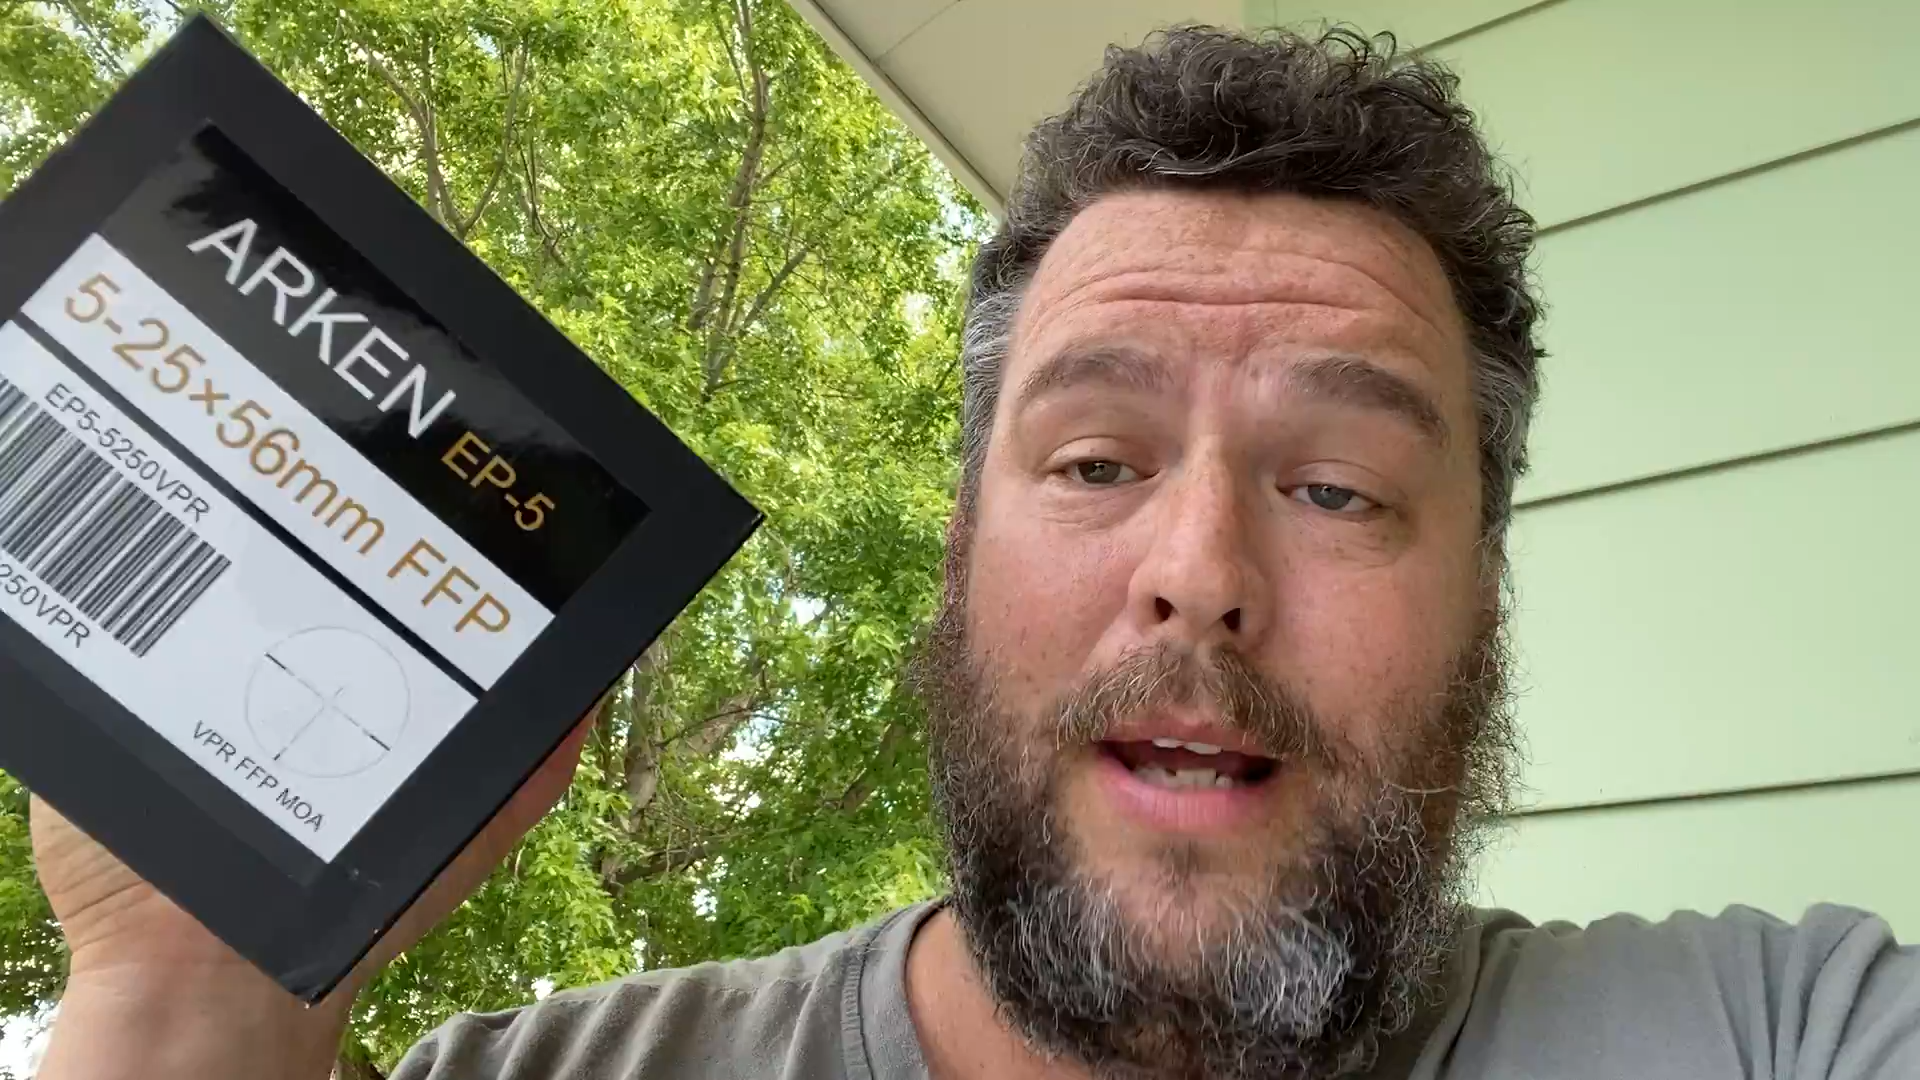 ARKEN EP-5
5-25×56mm FFP
EP5-5250VPR
250VPR
VPR FFP MOA